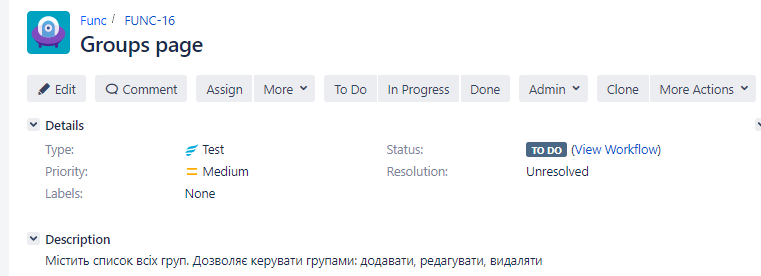 Func / FUNC-16
Groups page
Edit Comment Assign More To Do In Progress Done Admin Clone More Actions
Details
Type: Test Status: TO DO (View Workflow)
Priority: Medium Resolution: Unresolved
Labels: None
Description
Містить список всіх груп. Дозволяє керувати групами: додавати, редагувати, видаляти